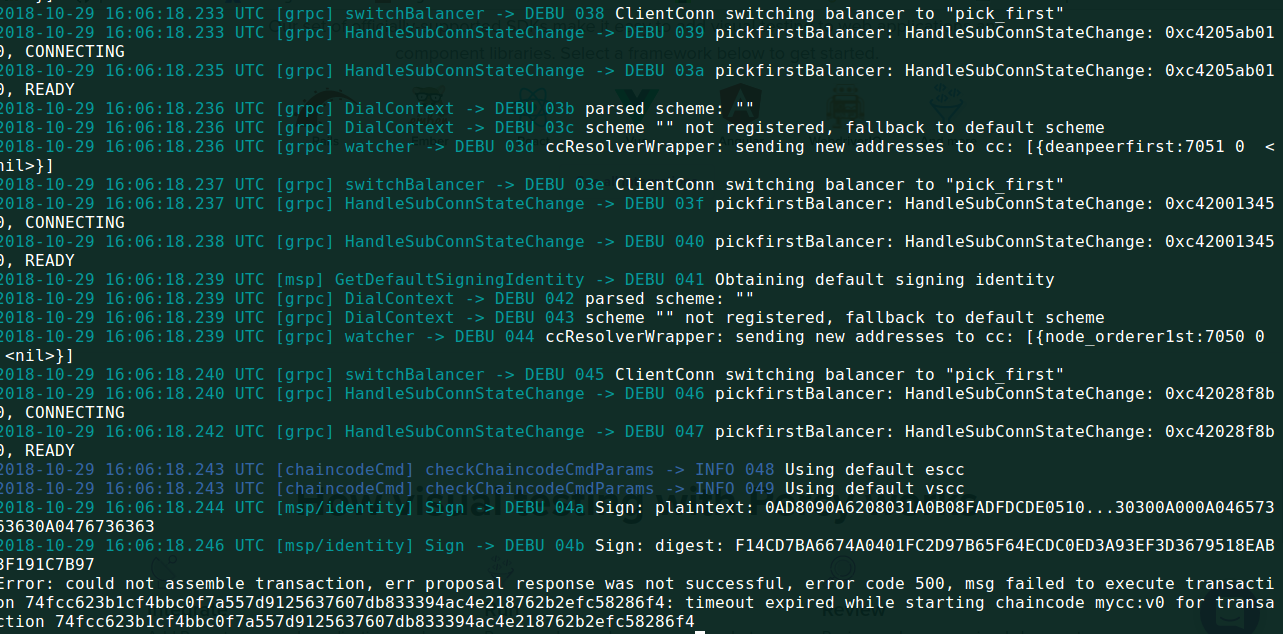 2018-10-29 16:06:18.233 UTC [grpc] switchBalancer -> DEBU 038 ClientConn switching balancer to "pick_first"
2018-10-29 16:06:18.233 UTC [grpc] HandleSubConnStateChange -> DEBU 039 pickfirstBalancer: HandleSubConnStateChange: 0xc4205ab01
0, CONNECTING
component libraries. Select a framework below to get started.
2018-10-29 16:06:18.235 UTC [grpc] HandleSubConnStateChange -> DEBU 03a pickfirstBalancer: HandleSubConnStateChange: 0xc4205ab01
0, READY
2018-10-29 16:06:18.236 UTC [grpc] DialContext -> DEBU 03b parsed scheme: ""
2018-10-29 16:06:18.236 UTC [grpc] DialContext -> DEBU 03c scheme "" not registered, fallback to default scheme
2018-10-29 16:06:18.236 UTC [grpc] watcher -> DEBU 03d ccResolverWrapper: sending new addresses to cc: [{deanpeerfirst:7051 0  <
nil>}]
2018-10-29 16:06:18.237 UTC [grpc] switchBalancer -> DEBU 03e ClientConn switching balancer to "pick_first"
2018-10-29 16:06:18.237 UTC [grpc] HandleSubConnStateChange -> DEBU 03f pickfirstBalancer: HandleSubConnStateChange: 0xc42001345
0, CONNECTING
2018-10-29 16:06:18.238 UTC [grpc] HandleSubConnStateChange -> DEBU 040 pickfirstBalancer: HandleSubConnStateChange: 0xc42001345
0, READY
2018-10-29 16:06:18.239 UTC [msp] GetDefaultSigningIdentity -> DEBU 041 Obtaining default signing identity
2018-10-29 16:06:18.239 UTC [grpc] DialContext -> DEBU 042 parsed scheme: ""
2018-10-29 16:06:18.239 UTC [grpc] DialContext -> DEBU 043 scheme "" not registered, fallback to default scheme
2018-10-29 16:06:18.239 UTC [grpc] watcher -> DEBU 044 ccResolverWrapper: sending new addresses to cc: [{node_orderer1st:7050 0
 <nil>}]
2018-10-29 16:06:18.240 UTC [grpc] switchBalancer -> DEBU 045 ClientConn switching balancer to "pick_first"
2018-10-29 16:06:18.240 UTC [grpc] HandleSubConnStateChange -> DEBU 046 pickfirstBalancer: HandleSubConnStateChange: 0xc42028f8b
0, CONNECTING
2018-10-29 16:06:18.242 UTC [grpc] HandleSubConnStateChange -> DEBU 047 pickfirstBalancer: HandleSubConnStateChange: 0xc42028f8b
0, READY
2018-10-29 16:06:18.243 UTC [chaincodeCmd] checkChaincodeCmdParams -> INFO 048 Using default escc
2018-10-29 16:06:18.243 UTC [chaincodeCmd] checkChaincodeCmdParams -> INFO 049 Using default vscc
2018-10-29 16:06:18.244 UTC [msp/identity] Sign -> DEBU 04a Sign: plaintext: 0AD8090A6208031A0B08FADFDCDE0510...30300A000A046573
63630A0476736363
2018-10-29 16:06:18.246 UTC [msp/identity] Sign -> DEBU 04b Sign: digest: F14CD7BA6674A0401FC2D97B65F64ECDC0ED3A93EF3D3679518EAB
3F191C7B97
Error: could not assemble transaction, err proposal response was not successful, error code 500, msg failed to execute transacti
on 74fcc623b1cf4bbc0f7a557d9125637607db833394ac4e218762b2efc58286f4: timeout expired while starting chaincode mycc:v0 for transa
ction 74fcc623b1cf4bbc0f7a557d9125637607db833394ac4e218762b2efc58286f4